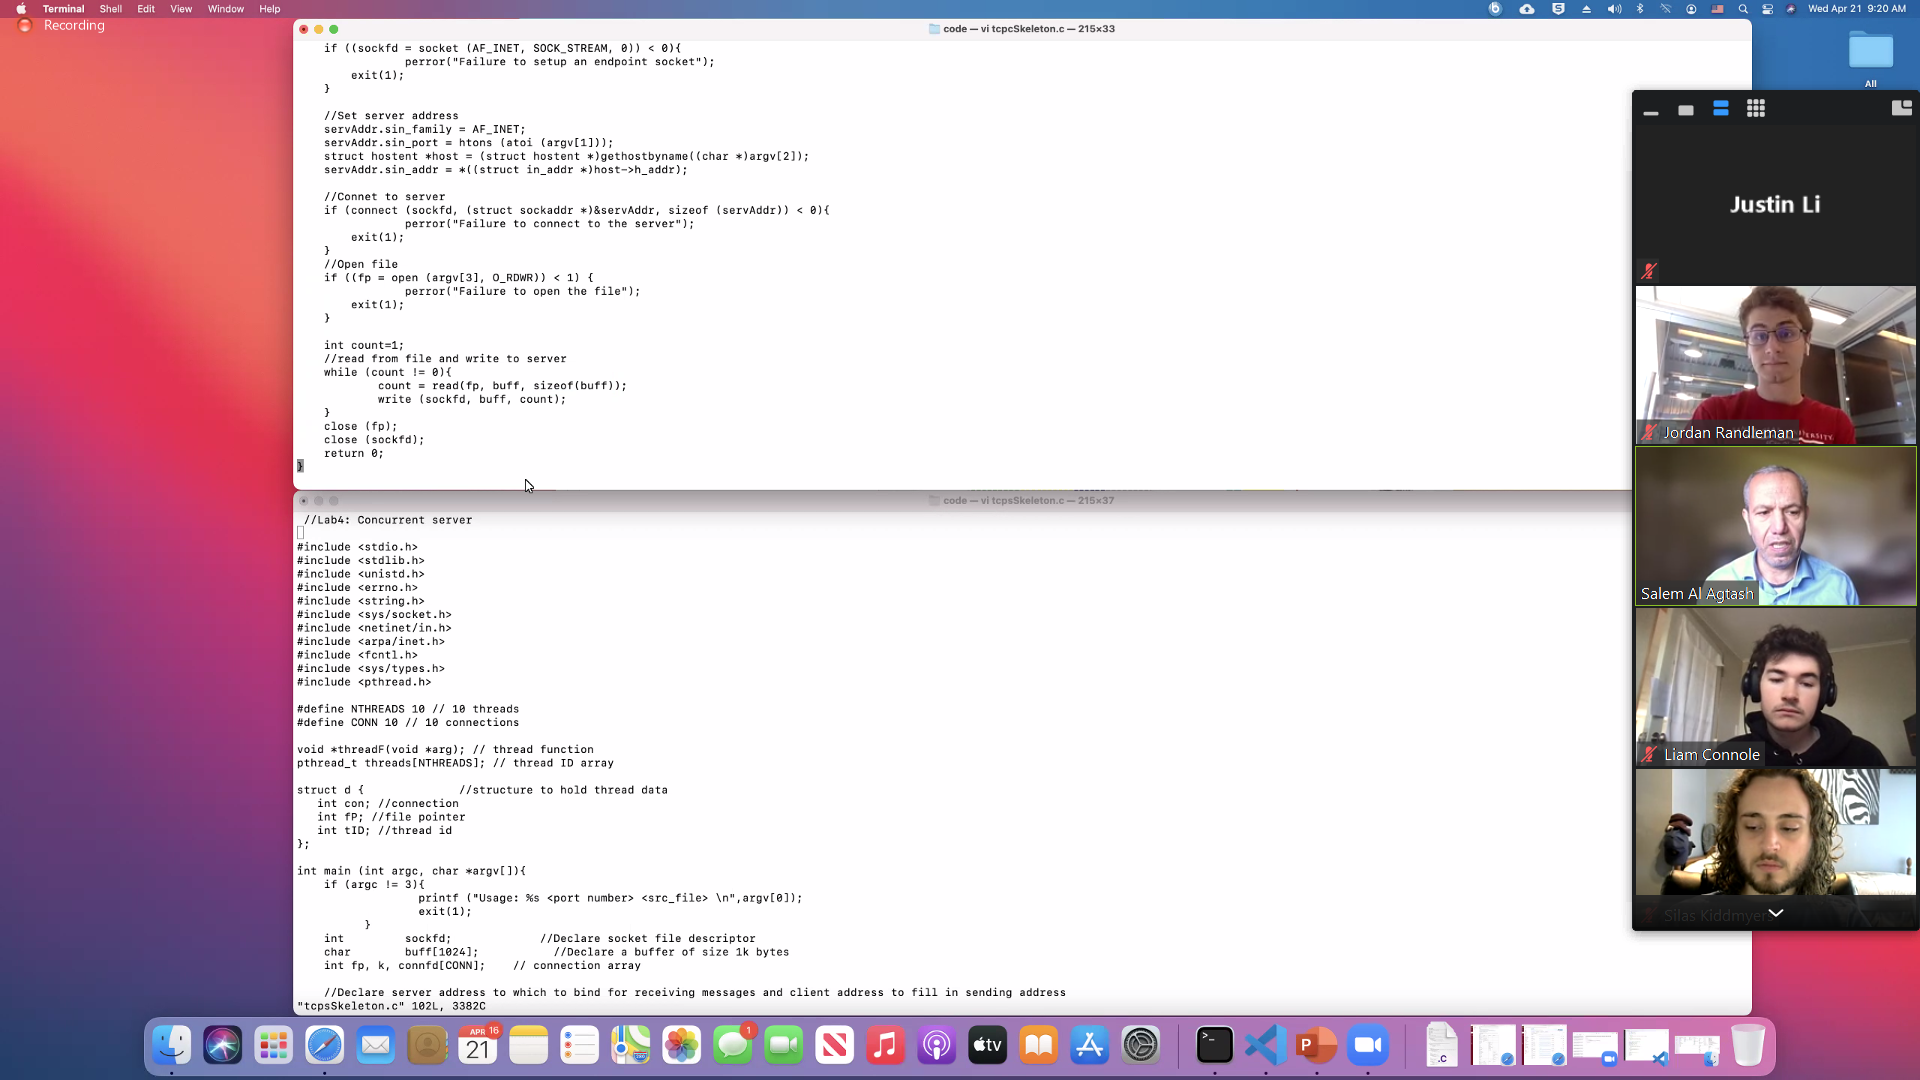 Terminal Shell Edit View Window Help
Wed Apr 21 9:20 AM
Recording
code — vi tcpcSkeleton.c — 215×33
if ((sockfd = socket (AF_INET, SOCK_STREAM, 0)) < 0){
perror("Failure to setup an endpoint socket");
exit(1);
}
//Set server address
servAddr.sin_family = AF_INET;
servAddr.sin_port = htons (atoi (argv[1]));
struct hostent *host = (struct hostent *)gethostbyname((char *)argv[2]);
servAddr.sin_addr = *((struct in_addr *)host->h_addr);
//Connet to server
if (connect (sockfd, (struct sockaddr *)&servAddr, sizeof (servAddr)) < 0){
perror("Failure to connect to the server");
exit(1);
}
//Open file
if ((fp = open (argv[3], O_RDWR)) < 1) {
perror("Failure to open the file");
exit(1);
}
int count=1;
//read from file and write to server
while (count != 0){
count = read(fp, buff, sizeof(buff));
write (sockfd, buff, count);
}
close (fp);
close (sockfd);
return 0;
}
code — vi tcpsSkeleton.c — 215×37
//Lab4: Concurrent server
#include <stdio.h>
#include <stdlib.h>
#include <unistd.h>
#include <errno.h>
#include <string.h>
#include <sys/socket.h>
#include <netinet/in.h>
#include <arpa/inet.h>
#include <fcntl.h>
#include <sys/types.h>
#include <pthread.h>
#define NTHREADS 10 // 10 threads
#define CONN 10 // 10 connections
void *threadF(void *arg); // thread function
pthread_t threads[NTHREADS]; // thread ID array
struct d { //structure to hold thread data
int con; //connection
int fP; //file pointer
int tID; //thread id
};
int main (int argc, char *argv[]){
if (argc != 3){
printf ("Usage: %s <port number> <src_file> \n",argv[0]);
exit(1);
}
int sockfd; //Declare socket file descriptor
char buff[1024]; //Declare a buffer of size 1k bytes
int fp, k, connfd[CONN]; // connection array
//Declare server address to which to bind for receiving messages and client address to fill in sending address
"tcpsSkeleton.c" 102L, 3382C
All
Justin Li
Jordan Randleman
Salem Al Agtash
Liam Connole
Silas Kiddmyers
APR
21
16
1
tv
P
.C